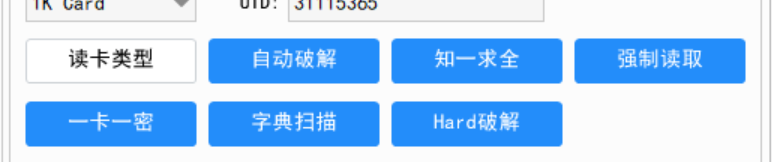 1K Card UID: 31115365
读卡类型 自动破解 知一求全 强制读取
一卡一密 字典扫描 Hard破解